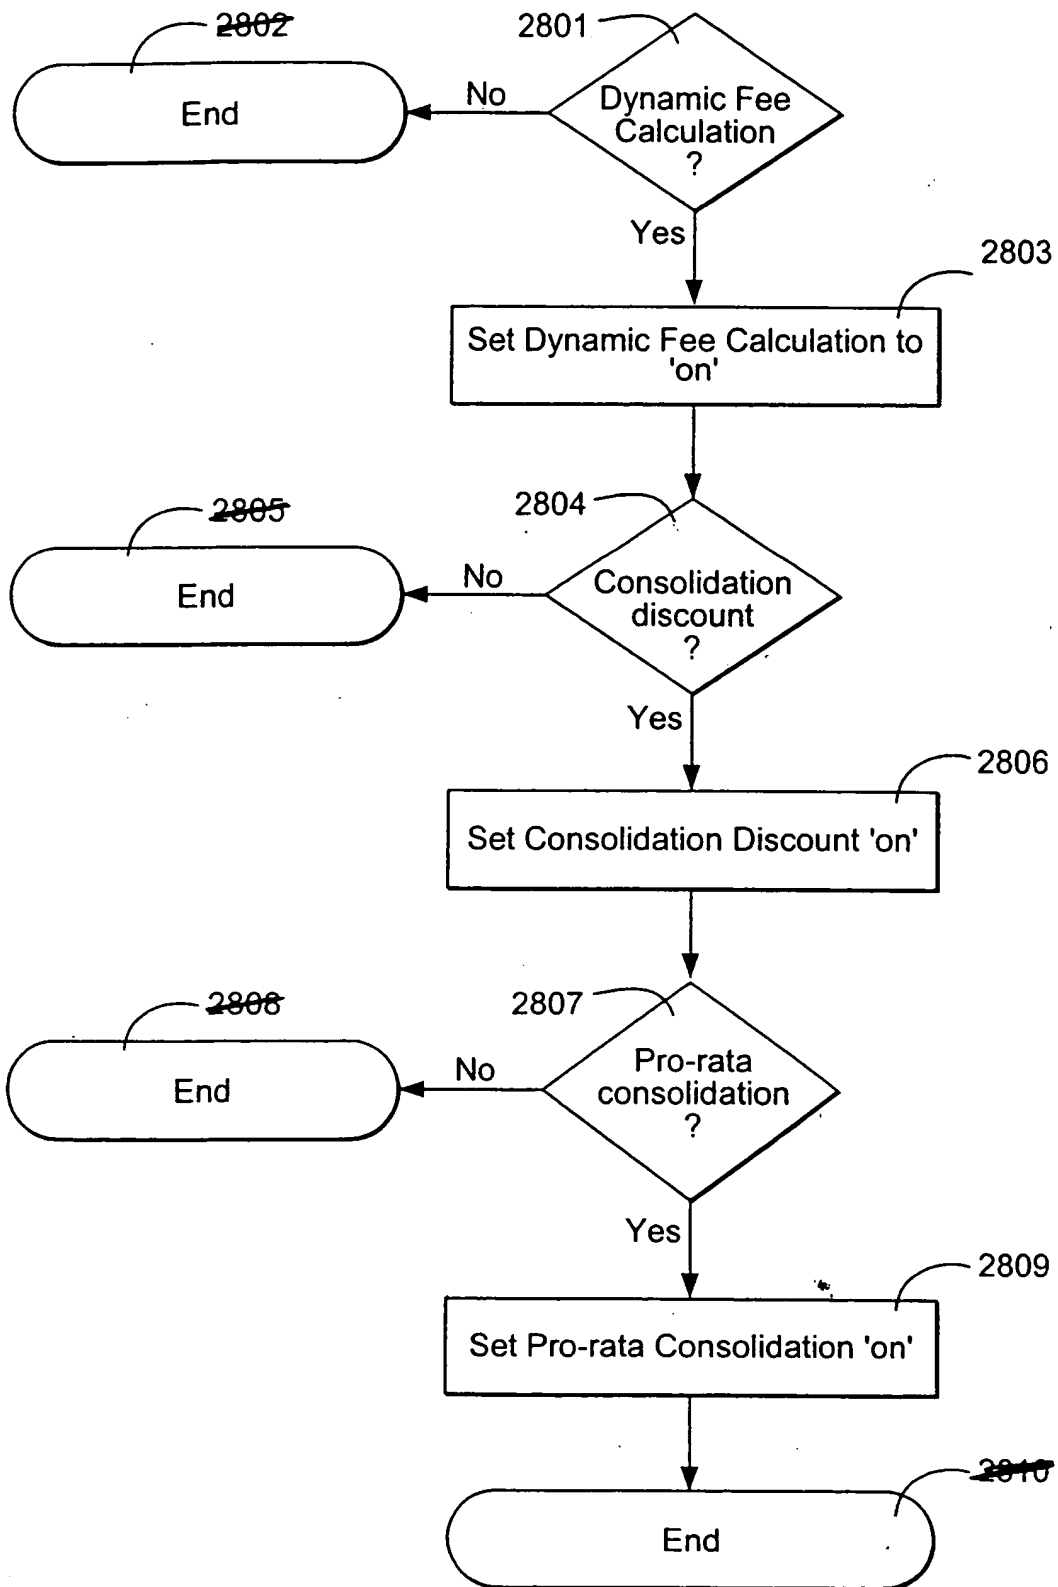 2802
2801
End
No
Dynamic Fee
Calculation
?
Yes
2803
Set Dynamic Fee Calculation to
'on'
2805
2804
End
No
Consolidation
discount
?
Yes
2806
Set Consolidation Discount 'on'
2808
2807
End
No
Pro-rata
consolidation
?
Yes
2809
Set Pro-rata Consolidation 'on'
2810
End